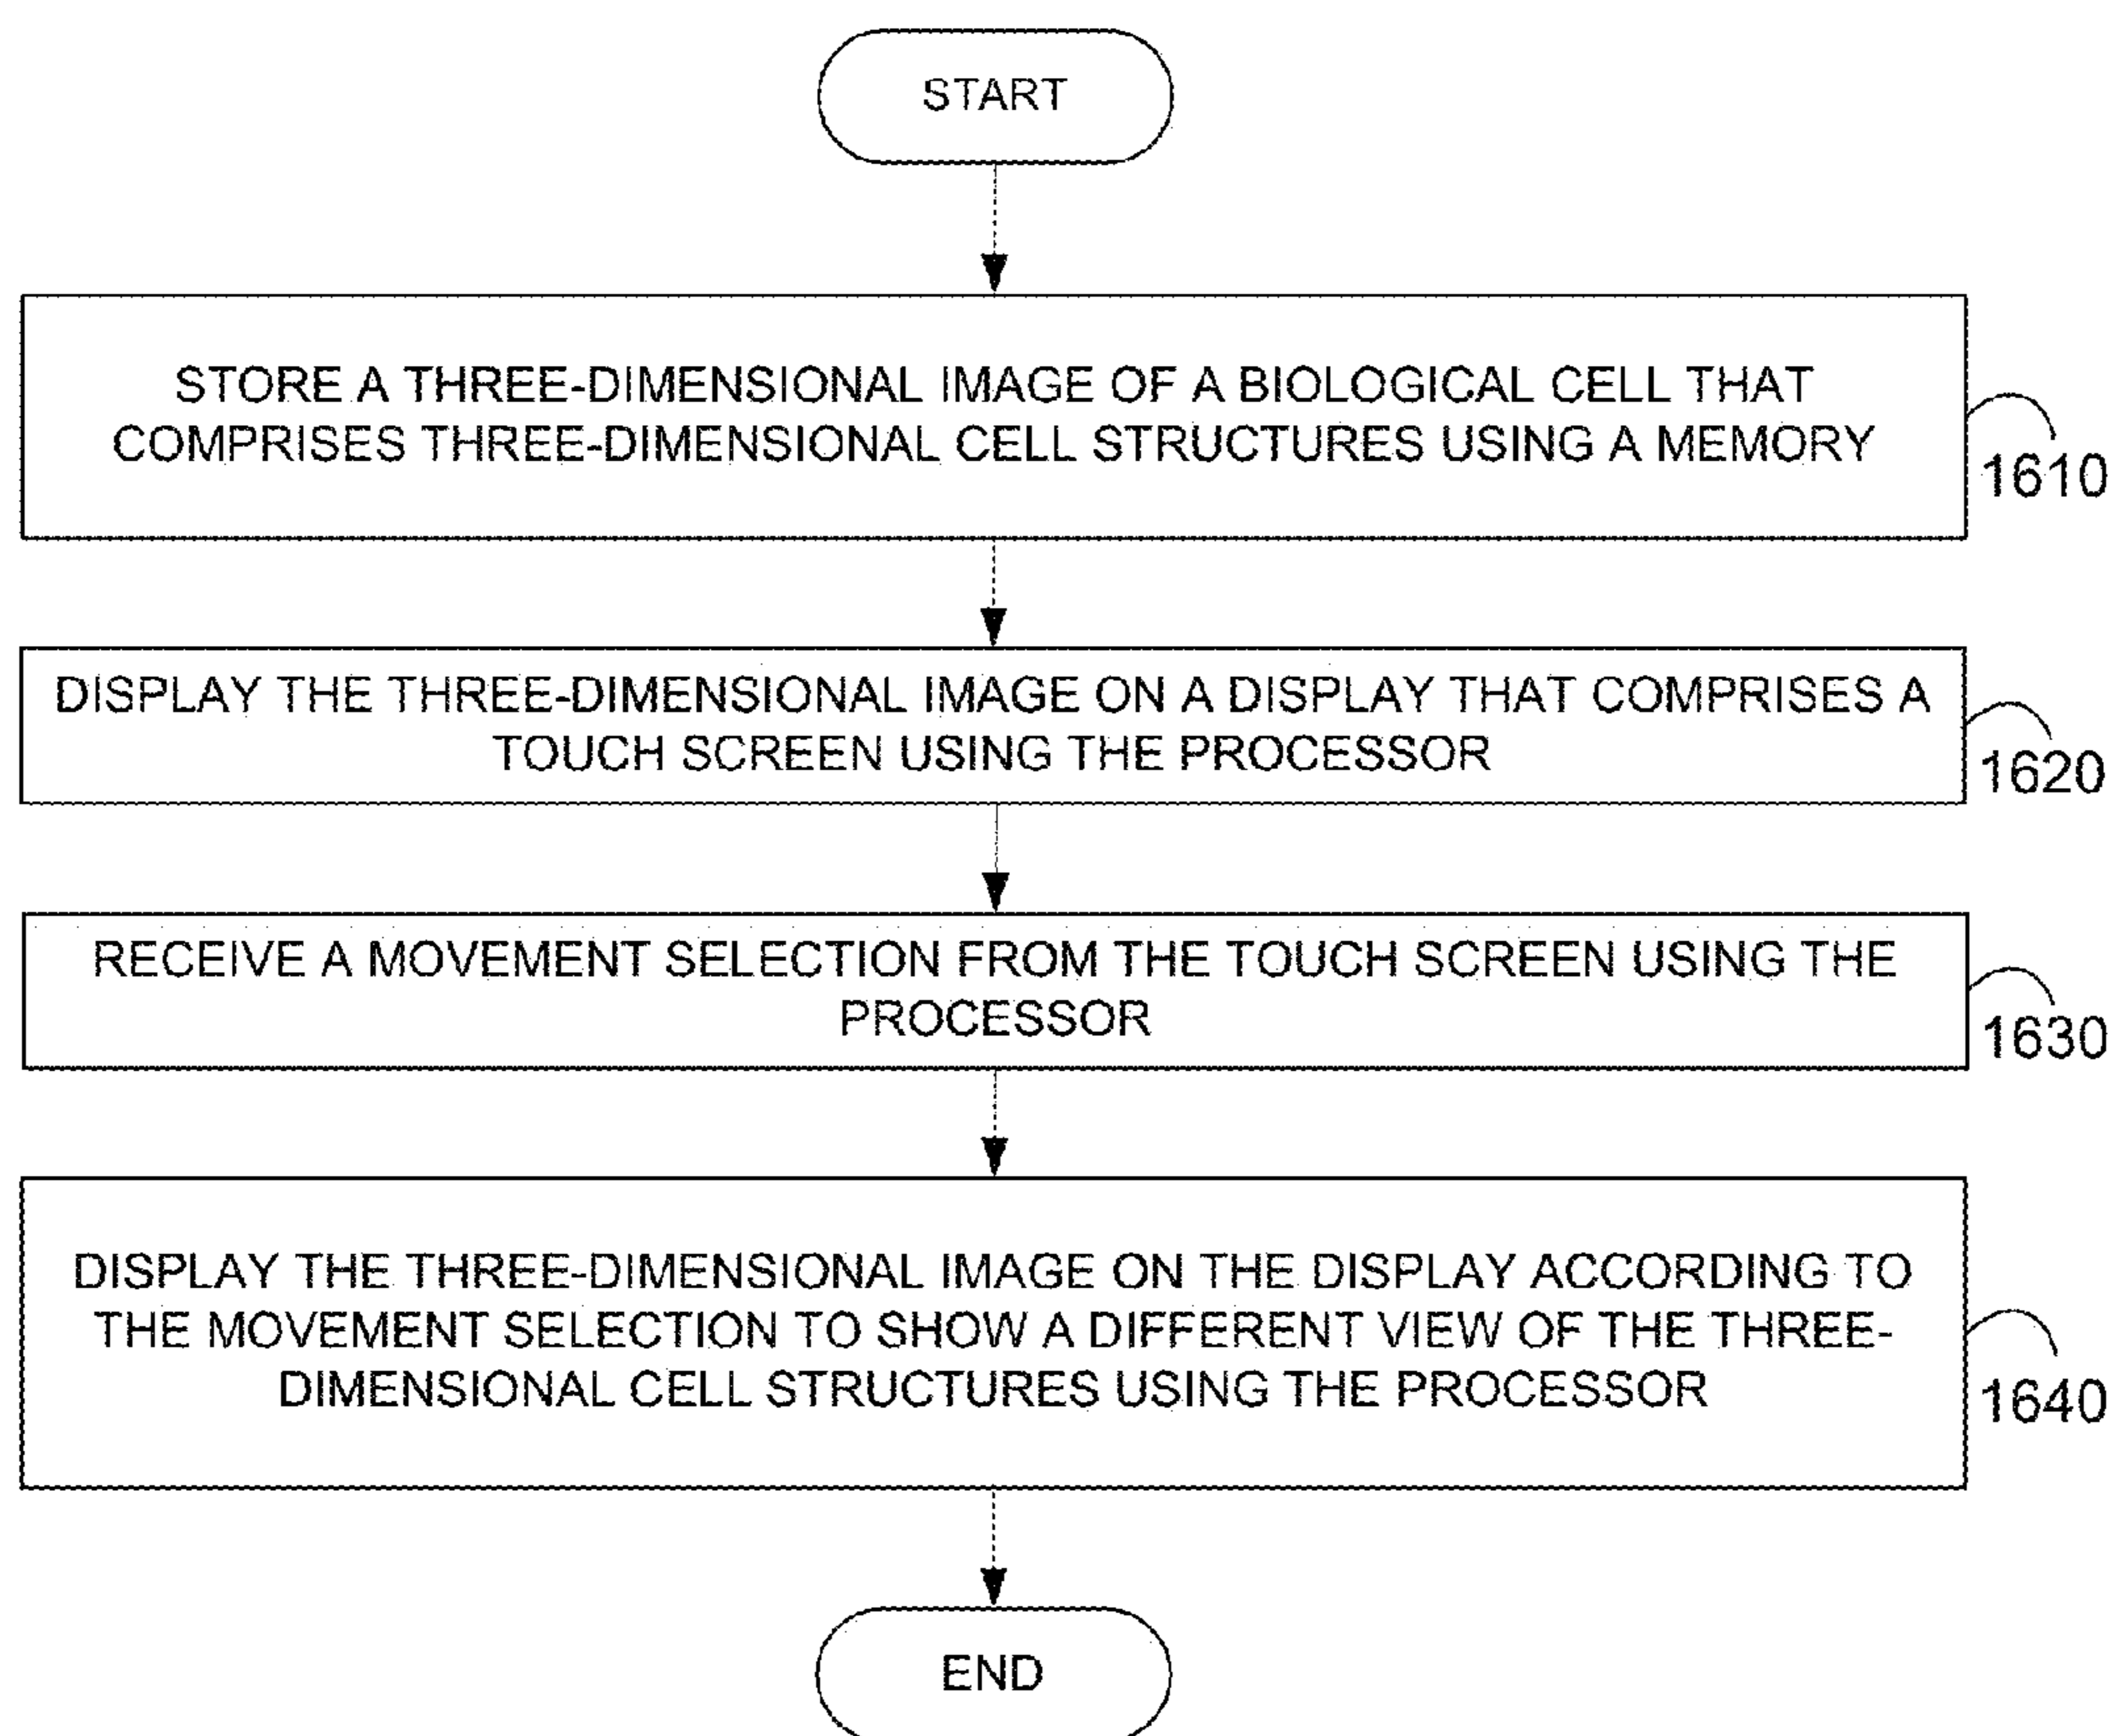 START
STORE A THREE-DIMENSIONAL IMAGE OF A BIOLOGICAL CELL THAT
COMPRISES THREE-DIMENSIONAL CELL STRUCTURES USING A MEMORY
1610
DISPLAY THE THREE-DIMENSIONAL IMAGE ON A DISPLAY THAT COMPRISES A
TOUCH SCREEN USING THE PROCESSOR
1620
RECEIVE A MOVEMENT SELECTION FROM THE TOUCH SCREEN USING THE
PROCESSOR
1630
DISPLAY THE THREE-DIMENSIONAL IMAGE ON THE DISPLAY ACCORDING TO
THE MOVEMENT SELECTION TO SHOW A DIFFERENT VIEW OF THE THREE-
DIMENSIONAL CELL STRUCTURES USING THE PROCESSOR
1640
END